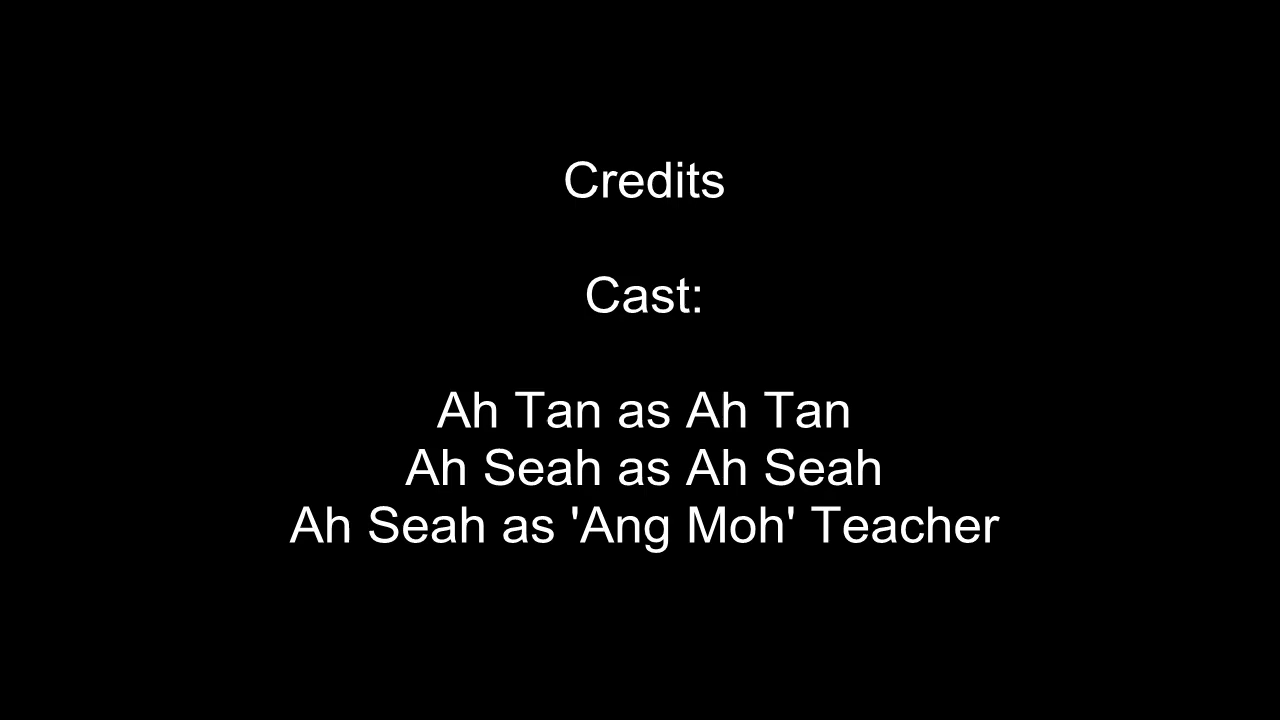 Credits
Cast:
Ah Tan as Ah Tan
Ah Seah as Ah Seah
Ah Seah as 'Ang Moh' Teacher